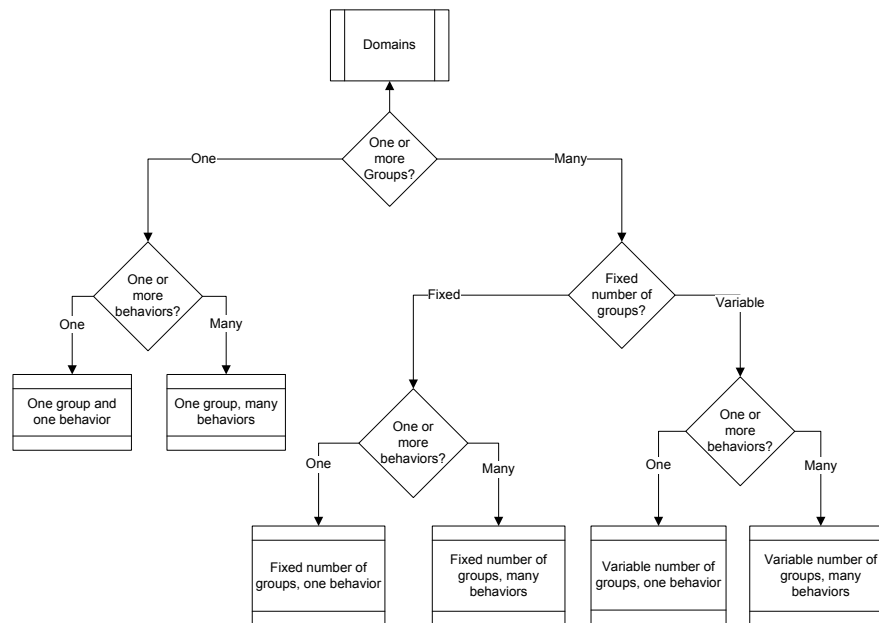 Domains
One or
more
Groups?
One
Many
One or
more
behaviors?
Fixed
number of
groups?
Fixed
Variable
One
Many
One group and
one behavior
One group, many
behaviors
One or
more
behaviors?
One or
more
behaviors?
One
Many
One
Many
Fixed number of
groups, one behavior
Fixed number of
groups, many
behaviors
Variable number of
groups, one behavior
Variable number of
groups, many
behaviors